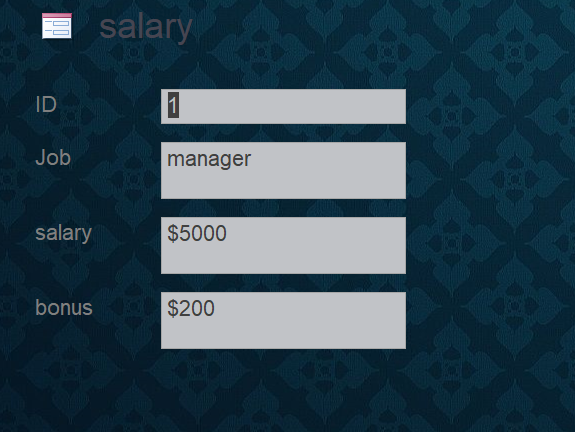 salary
ID 1
Job manager
salary $5000
bonus $200